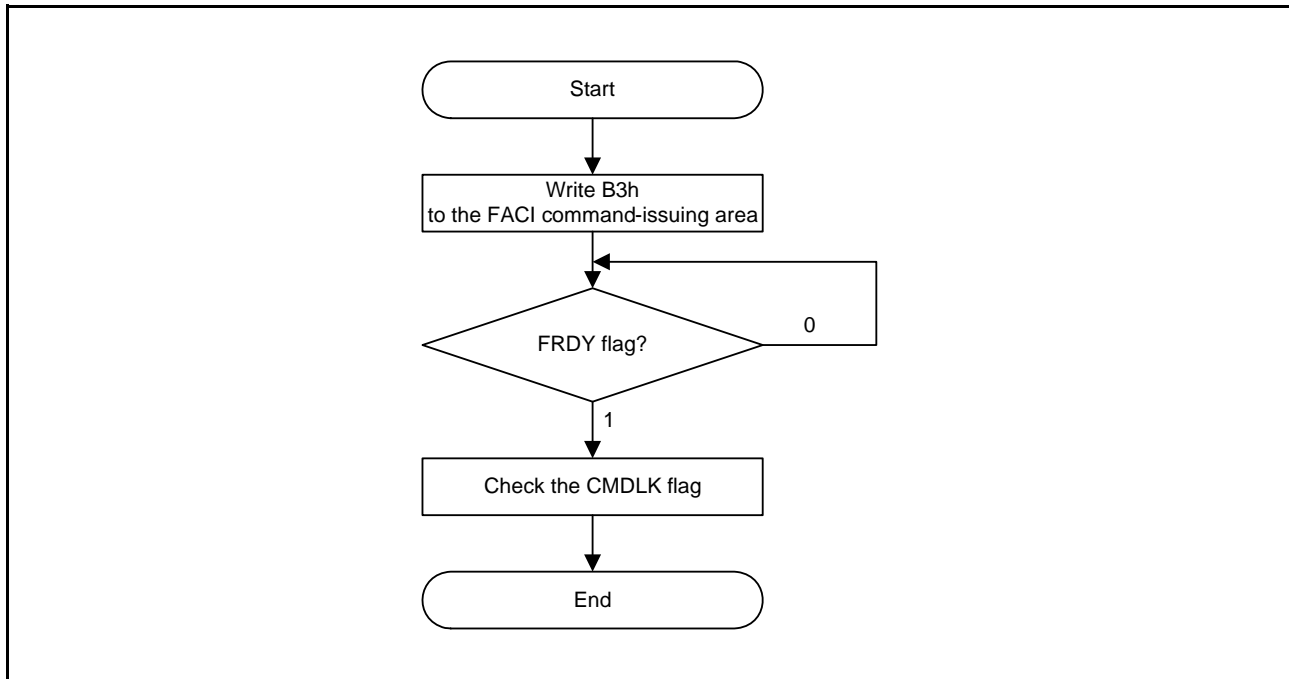 Start
Write B3h
to the FACI command-issuing area
FRDY flag?
0
1
Check the CMDLK flag
End